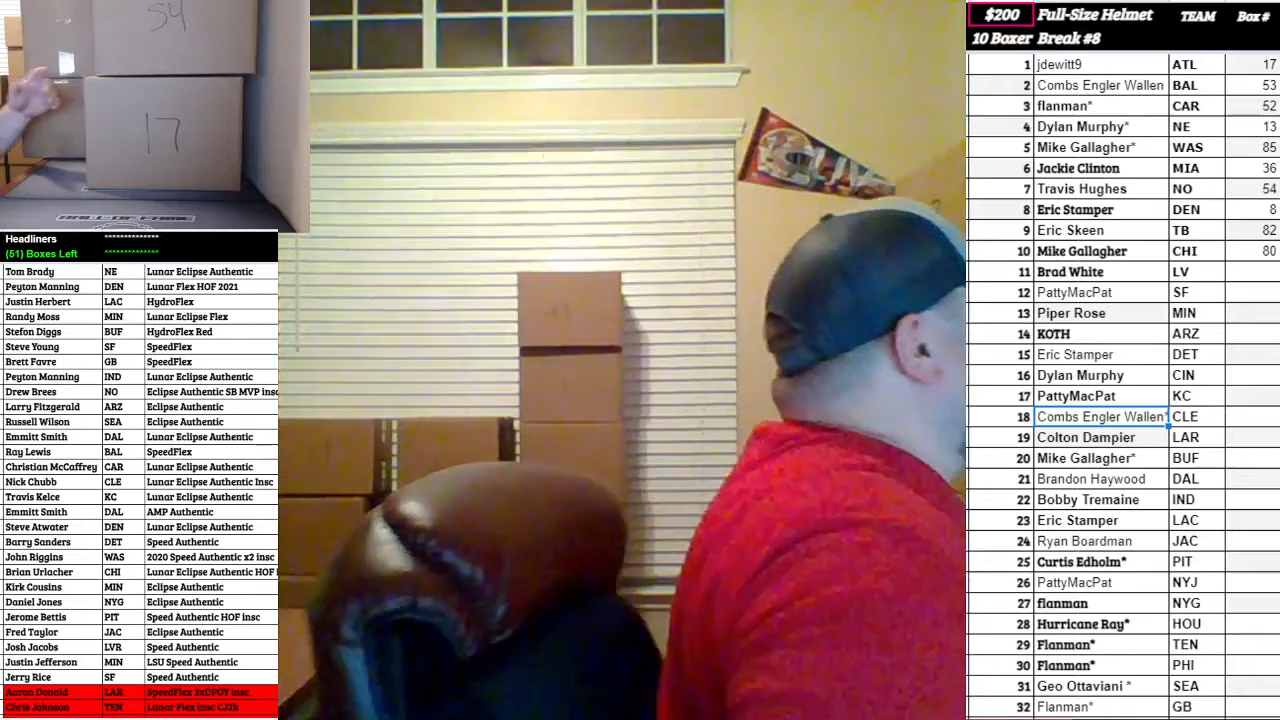 54
17
HALL OF FAME
Headliners **************
(51) Boxes Left **************
Tom Brady NE Lunar Eclipse Authentic
Peyton Manning DEN Lunar Flex HOF 2021
Justin Herbert LAC HydroFlex
Randy Moss MIN Lunar Eclipse Flex
Stefon Diggs BUF HydroFlex Red
Steve Young SF SpeedFlex
Brett Favre GB SpeedFlex
Peyton Manning IND Lunar Eclipse Authentic
Drew Brees NO Eclipse Authentic SB MVP insc
Larry Fitzgerald ARZ Eclipse Authentic
Russell Wilson SEA Eclipse Authentic
Emmitt Smith DAL Lunar Eclipse Authentic
Ray Lewis BAL SpeedFlex
Christian McCaffrey CAR Lunar Eclipse Authentic
Nick Chubb CLE Lunar Eclipse Authentic Insc
Travis Kelce KC Lunar Eclipse Authentic
Emmitt Smith DAL AMP Authentic
Steve Atwater DEN Lunar Eclipse Authentic
Barry Sanders DET Speed Authentic
John Riggins WAS 2020 Speed Authentic x2 insc
Brian Urlacher CHI Lunar Eclipse Authentic HOF i
Kirk Cousins MIN Eclipse Authentic
Daniel Jones NYG Eclipse Authentic
Jerome Bettis PIT Speed Authentic HOF insc
Fred Taylor JAC Eclipse Authentic
Josh Jacobs LVR Speed Authentic
Justin Jefferson MIN LSU Speed Authentic
Jerry Rice SF Speed Authentic
Aaron Donald LAR SpeedFlex 3xDPOY insc
Chris Johnson TEN Lunar Flex insc CJ2k
$200 Full-Size Helmet TEAM Box #
10 Boxer Break #8
1 jdewitt9 ATL 17
2 Combs Engler Wallen BAL 53
3 flanman* CAR 52
4 Dylan Murphy* NE 13
5 Mike Gallagher* WAS 85
6 Jackie Clinton MIA 36
7 Travis Hughes NO 54
8 Eric Stamper DEN 8
9 Eric Skeen TB 82
10 Mike Gallagher CHI 80
11 Brad White LV
12 PattyMacPat SF
13 Piper Rose MIN
14 KOTH ARZ
15 Eric Stamper DET
16 Dylan Murphy CIN
17 PattyMacPat KC
18 Combs Engler Wallen* CLE
19 Colton Dampier LAR
20 Mike Gallagher* BUF
21 Brandon Haywood DAL
22 Bobby Tremaine IND
23 Eric Stamper LAC
24 Ryan Boardman JAC
25 Curtis Edholm* PIT
26 PattyMacPat NYJ
27 flanman NYG
28 Hurricane Ray* HOU
29 Flanman* TEN
30 Flanman* PHI
31 Geo Ottaviani * SEA
32 Flanman* GB